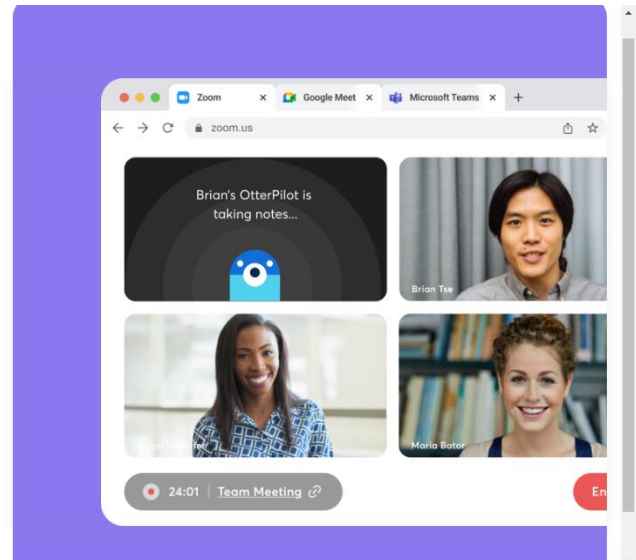 Zoom
Google Meet
Microsoft Teams
zoom.us
Brian's OtterPilot is
taking notes...
Brian Tse
Maria Bator
24:01
Team Meeting
En